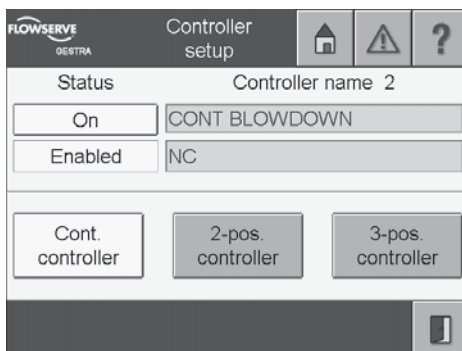 FLOWSERVE
GESTRA
Controller
setup
?
Status
Controller name 2
On
CONT BLOWDOWN
Enabled
NC
Cont.
controller
2-pos.
controller
3-pos.
controller